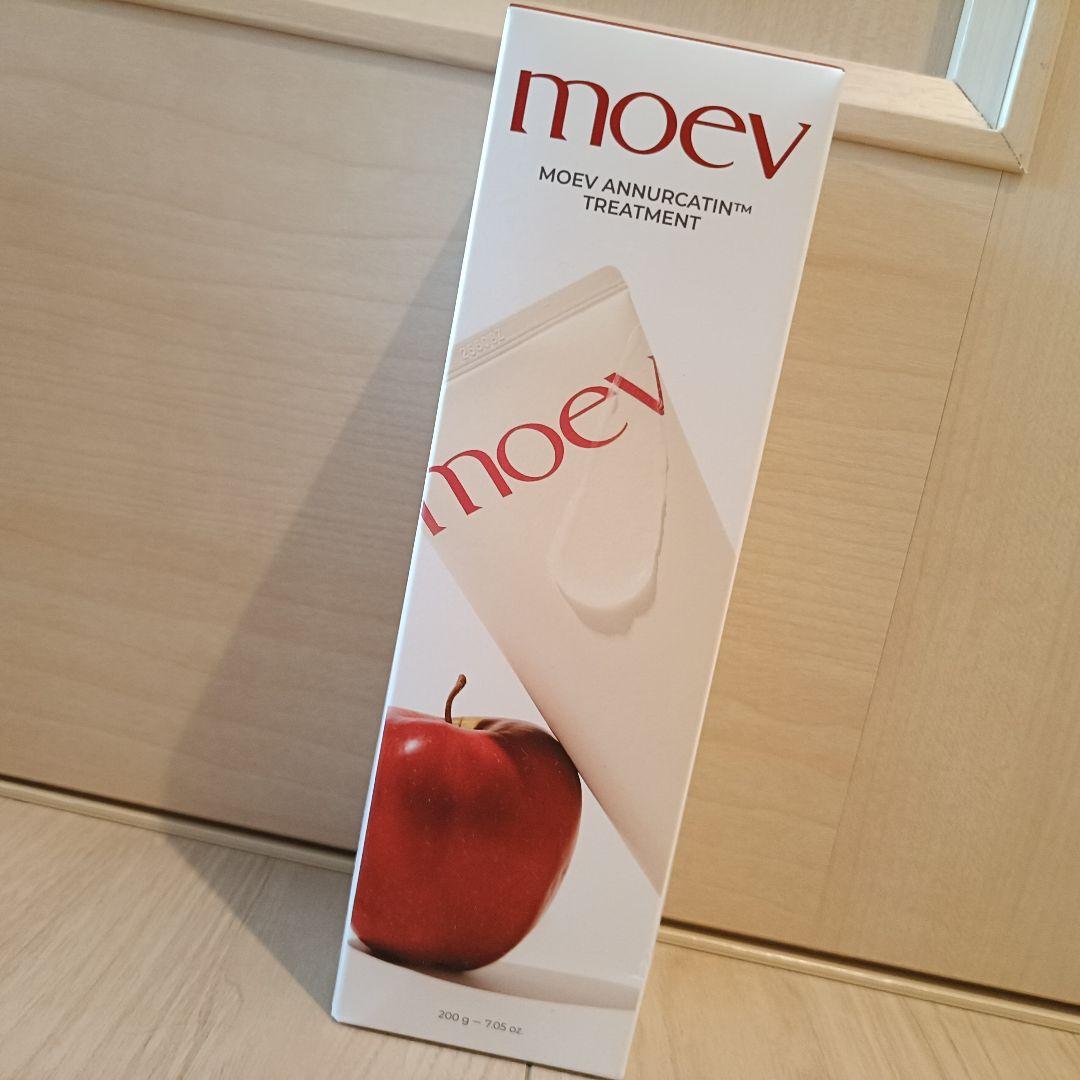 moev
MOEV ANNURCATIN™
TREATMENT
moev
200 g — 7.05 oz.